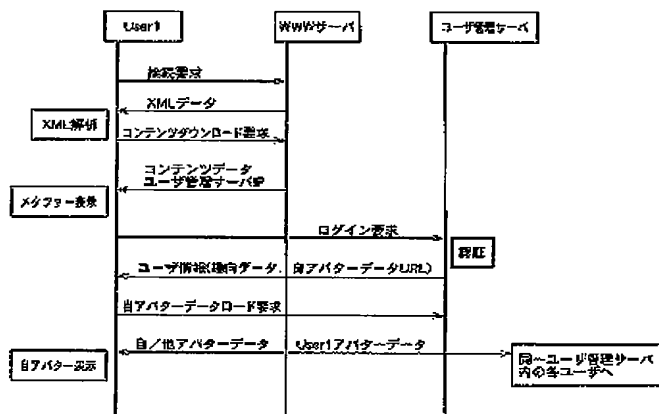 User1
WWWサーバ
ユーザ管理サーバ
接続要求
XMLデータ
XML解析
コンテンツダウンロード要求
コンテンツデータ
ユーザ管理サーバIP
メタファー表示
ログイン要求
認証
ユーザ情報(傾向データ、自アバターデータURL)
自アバターデータロード要求
自/他アバターデータ
User1アバターデータ
自アバター表示
同一ユーザ管理サーバ
内の各ユーザへ